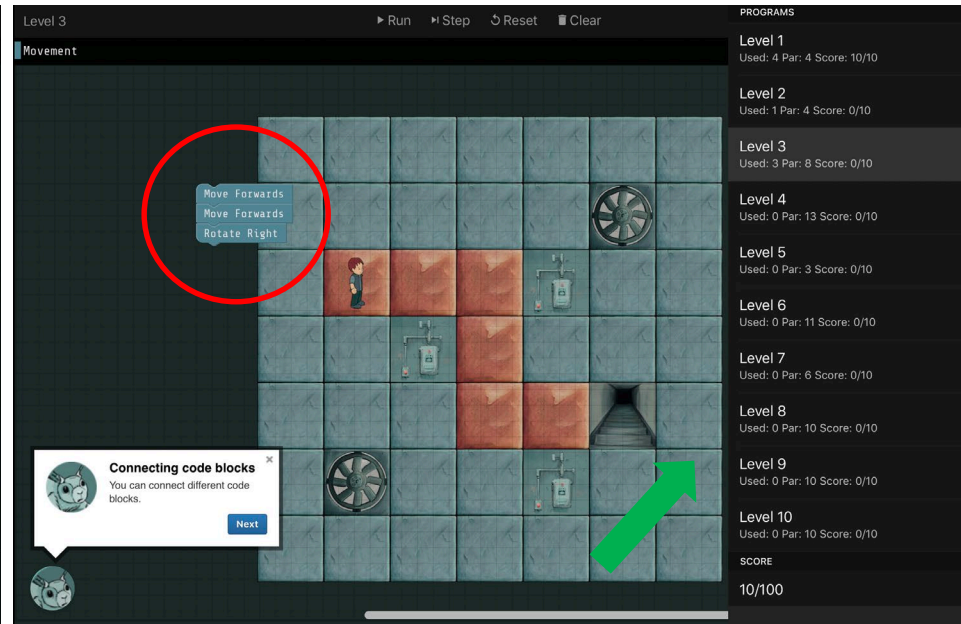 Level 3
Run Step Reset Clear
Movement
Move Forwards
Move Forwards
Rotate Right
Connecting code blocks
You can connect different code
blocks.
Next
PROGRAMS
Level 1
Used: 4 Par: 4 Score: 10/10
Level 2
Used: 1 Par: 4 Score: 0/10
Level 3
Used: 3 Par: 8 Score: 0/10
Level 4
Used: 0 Par: 13 Score: 0/10
Level 5
Used: 0 Par: 3 Score: 0/10
Level 6
Used: 0 Par: 11 Score: 0/10
Level 7
Used: 0 Par: 6 Score: 0/10
Level 8
Used: 0 Par: 10 Score: 0/10
Level 9
Used: 0 Par: 10 Score: 0/10
Level 10
Used: 0 Par: 10 Score: 0/10
SCORE
10/100